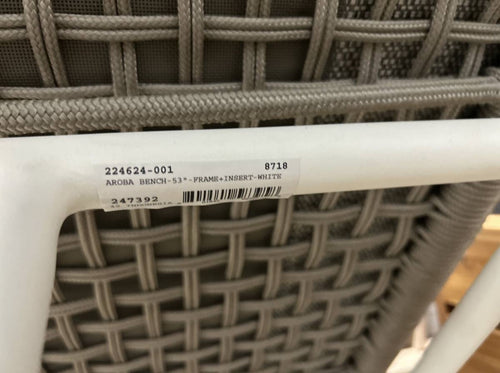 224624-001 8718
AROBA BENCH-53"-FRAME+INSERT-WHITE
247392